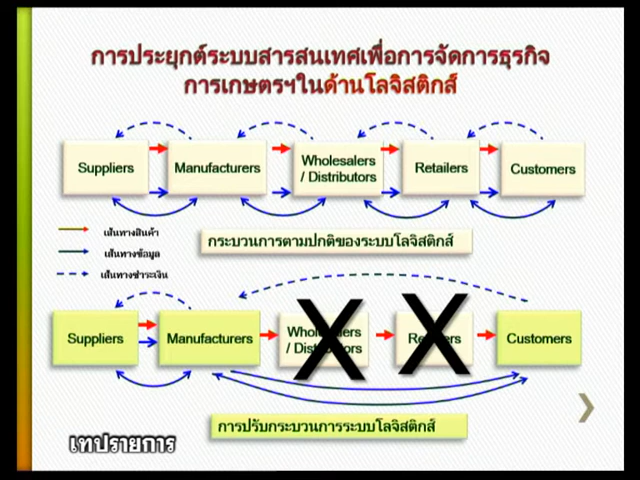 การประยุกต์ระบบสารสนเทศเพื่อการจัดการธุรกิจ
การเกษตรฯในด้านโลจิสติกส์
Suppliers
Manufacturers
Wholesalers
/ Distributors
Retailers
Customers
เส้นทางสินค้า
เส้นทางข้อมูล
เส้นทางชำระเงิน
กระบวนการตามปกติของระบบโลจิสติกส์
Suppliers
Manufacturers
Wholesalers
/ Distributors
Retailers
Customers
X
X
การปรับกระบวนการระบบโลจิสติกส์
เทปรายการ